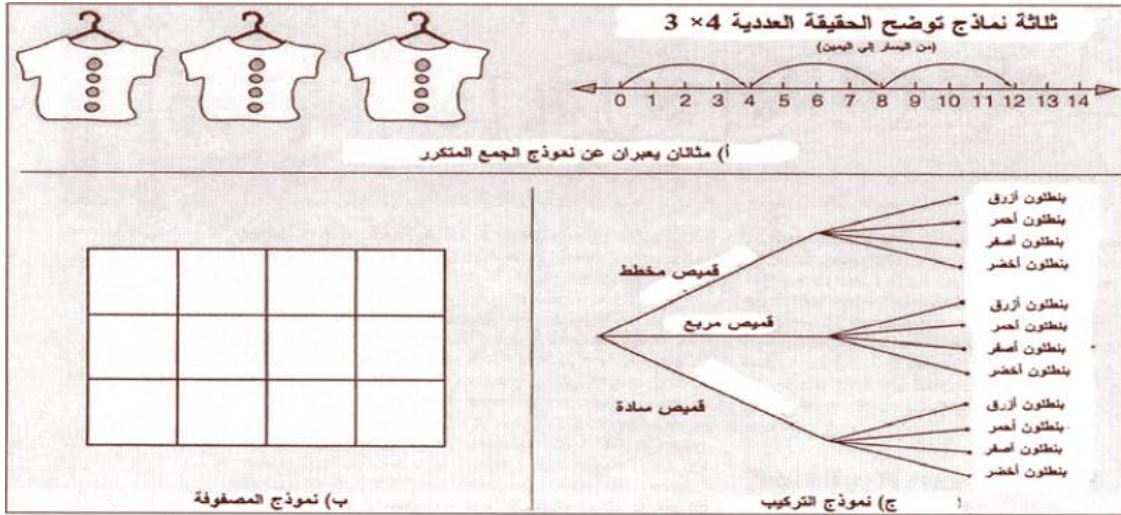 ثلاثة نماذج توضح الحقيقة العددية 4× 3
(من اليسار إلى اليمين)
0 1 2 3 4 5 6 7 8 9 10 11 12 13 14
أ) مثالان يعبران عن نموذج الجمع المتكرر
بنطلون أزرق
بنطلون أحمر
بنطلون أصفر
بنطلون أخضر
قميص مخطط
بنطلون أزرق
بنطلون أحمر
بنطلون أصفر
بنطلون أخضر
قميص مربع
بنطلون أزرق
بنطلون أحمر
بنطلون أصفر
بنطلون أخضر
قميص سادة
ج) نموذج التركيب
ب) نموذج المصفوفة